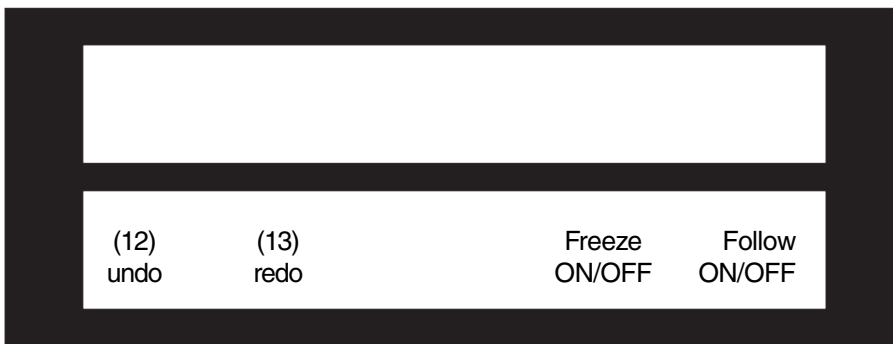 (12) (13) Freeze Follow
undo redo ON/OFF ON/OFF